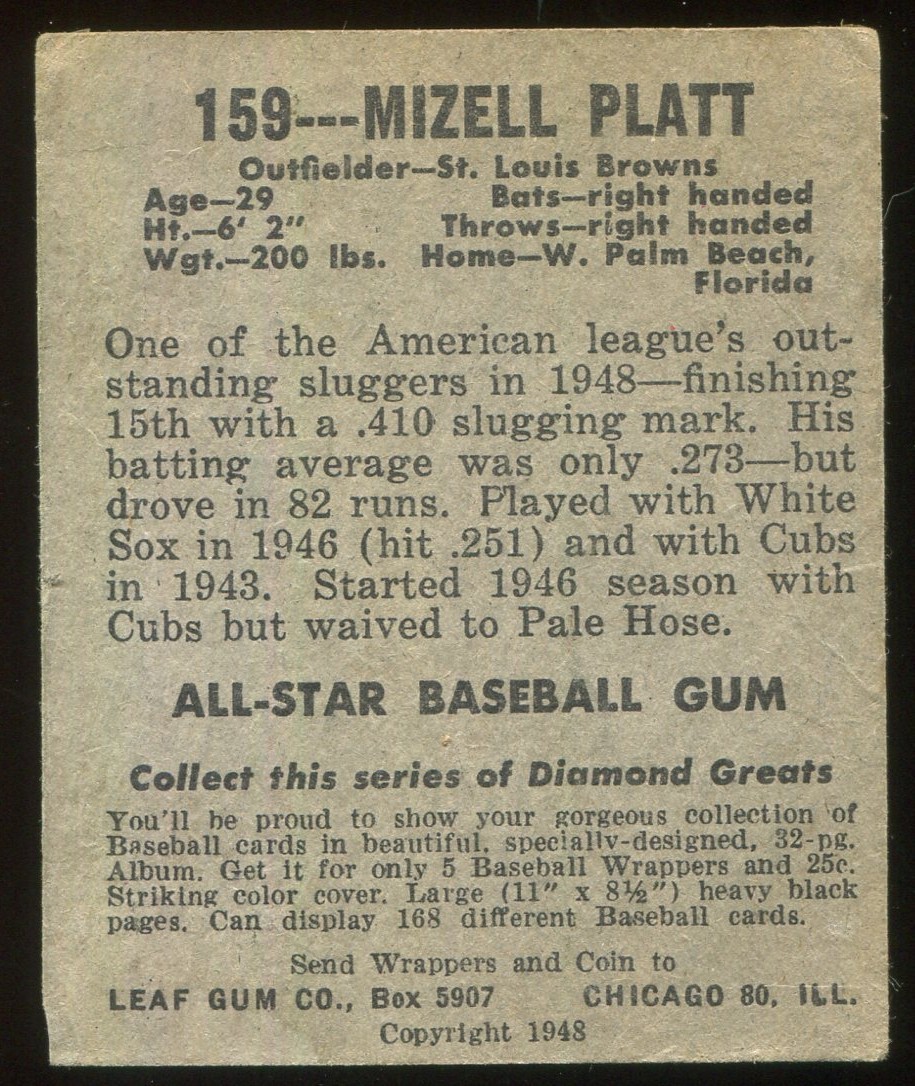 159---MIZELL PLATT
Outfielder—St. Louis Browns
Age—29 Bats—right handed
Ht.—6' 2" Throws—right handed
Wgt.—200 lbs. Home—W. Palm Beach,
Florida
One of the American league's out-
standing sluggers in 1948—finishing
15th with a .410 slugging mark. His
batting average was only .273—but
drove in 82 runs. Played with White
Sox in 1946 (hit .251) and with Cubs
in 1943. Started 1946 season with
Cubs but waived to Pale Hose.
ALL-STAR BASEBALL GUM
Collect this series of Diamond Greats
You'll be proud to show your gorgeous collection of
Baseball cards in beautiful, specially-designed, 32-pg.
Album. Get it for only 5 Baseball Wrappers and 25c.
Striking color cover. Large (11" x 8½") heavy black
pages. Can display 168 different Baseball cards.
Send Wrappers and Coin to
LEAF GUM CO., Box 5907 CHICAGO 80, ILL.
Copyright 1948